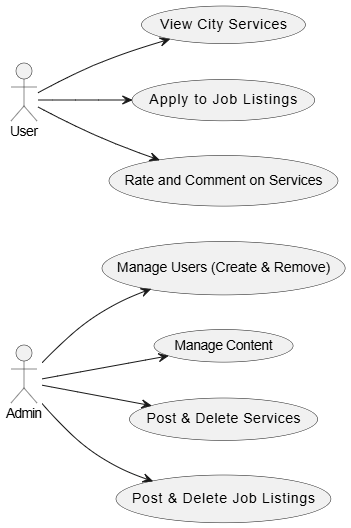 View City Services
Apply to Job Listings
User
Rate and Comment on Services
Manage Users (Create & Remove)
Manage Content
Admin
Post & Delete Services
Post & Delete Job Listings